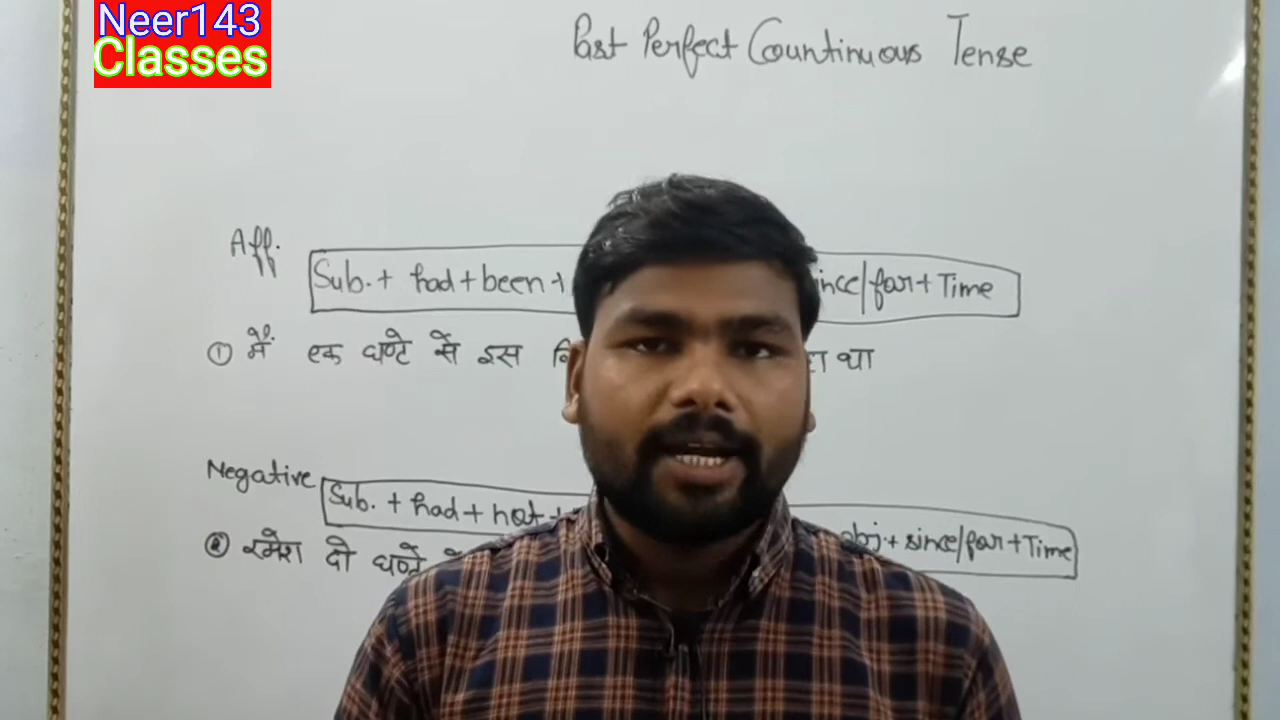 Neer143
Classes
Past Perfect Countinuous Tense
Aff.
Sub. + had + been + since/for + Time
① मैं एक घण्टे से इस था
Negative Sub. + had + not + obj. + since/for + Time
② रमेश दो घण्टे